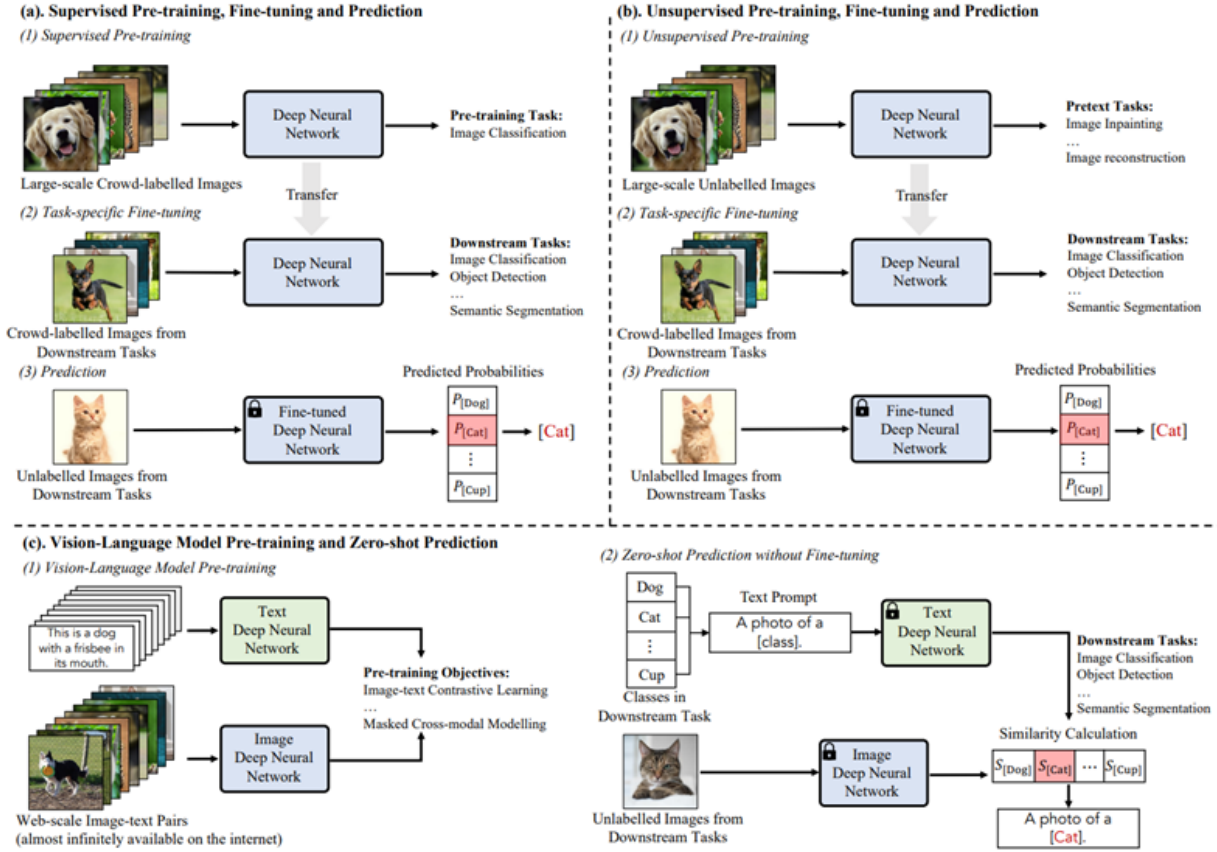 (a). Supervised Pre-training, Fine-tuning and Prediction
(1) Supervised Pre-training
Deep Neural
Network
Pre-training Task:
Image Classification
Large-scale Crowd-labelled Images
Transfer
(2) Task-specific Fine-tuning
Deep Neural
Network
Downstream Tasks:
Image Classification
Object Detection
...
Semantic Segmentation
Crowd-labelled Images from
Downstream Tasks
(3) Prediction
Predicted Probabilities
Fine-tuned
Deep Neural
Network
P[Dog]
P[Cat]
⋮
P[Cup]
[Cat]
Unlabelled Images from
Downstream Tasks
(b). Unsupervised Pre-training, Fine-tuning and Prediction
(1) Unsupervised Pre-training
Deep Neural
Network
Pretext Tasks:
Image Inpainting
...
Image reconstruction
Large-scale Unlabelled Images
Transfer
(2) Task-specific Fine-tuning
Deep Neural
Network
Downstream Tasks:
Image Classification
Object Detection
...
Semantic Segmentation
Crowd-labelled Images from
Downstream Tasks
(3) Prediction
Predicted Probabilities
Fine-tuned
Deep Neural
Network
P[Dog]
P[Cat]
⋮
P[Cup]
[Cat]
Unlabelled Images from
Downstream Tasks
(c). Vision-Language Model Pre-training and Zero-shot Prediction
(1) Vision-Language Model Pre-training
This is a dog
with a frisbee in
its mouth.
Text
Deep Neural
Network
Pre-training Objectives:
Image-text Contrastive Learning
...
Masked Cross-modal Modelling
Image
Deep Neural
Network
Web-scale Image-text Pairs
(almost infinitely available on the internet)
(2) Zero-shot Prediction without Fine-tuning
Dog
Cat
⋮
Cup
Classes in
Downstream Task
Text Prompt
A photo of a
[class].
Text
Deep Neural
Network
Downstream Tasks:
Image Classification
Object Detection
...
Semantic Segmentation
Similarity Calculation
Image
Deep Neural
Network
S[Dog] S[Cat] ... S[Cup]
A photo of a
[Cat].
Unlabelled Images from
Downstream Tasks